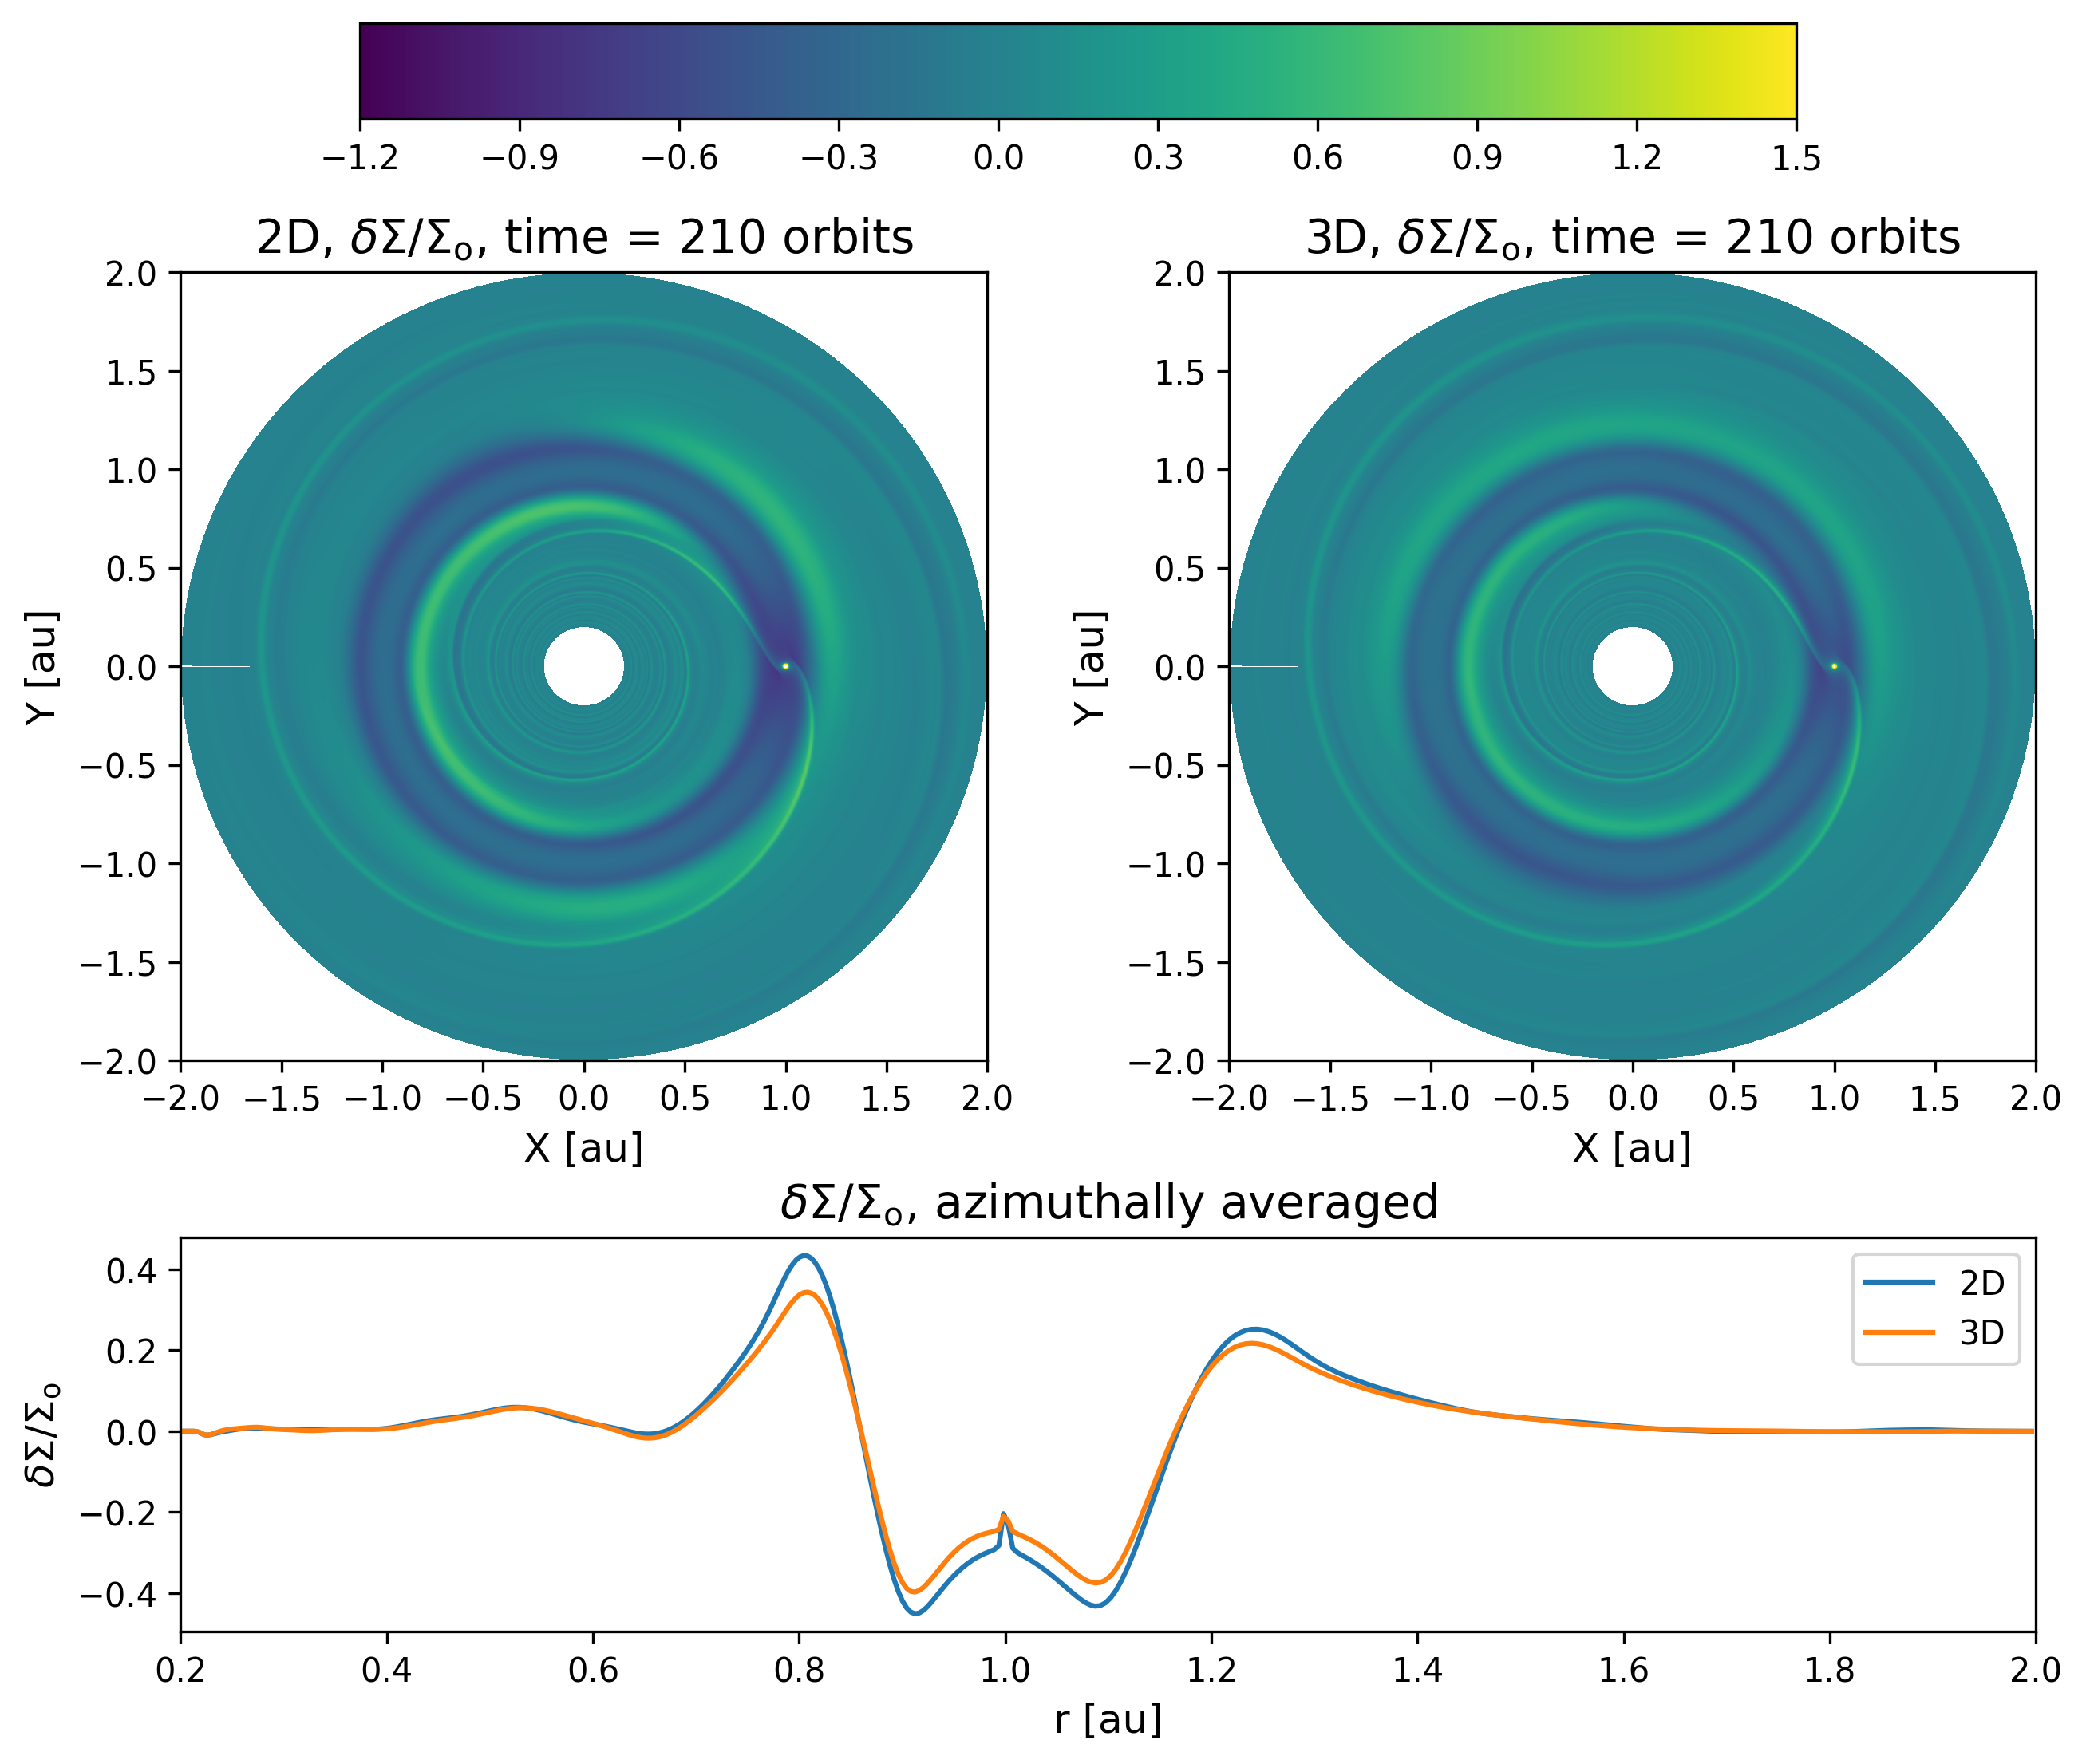 −1.2 −0.9 −0.6 −0.3 0.0 0.3 0.6 0.9 1.2 1.5
2D, δΣ/Σₒ, time = 210 orbits
2.0
1.5
1.0
0.5
0.0
−0.5
−1.0
−1.5
−2.0
Y [au]
−2.0 −1.5 −1.0 −0.5 0.0 0.5 1.0 1.5 2.0
X [au]
3D, δΣ/Σₒ, time = 210 orbits
2.0
1.5
1.0
0.5
0.0
−0.5
−1.0
−1.5
−2.0
Y [au]
−2.0 −1.5 −1.0 −0.5 0.0 0.5 1.0 1.5 2.0
X [au]
δΣ/Σₒ, azimuthally averaged
0.4
0.2
0.0
−0.2
−0.4
δΣ/Σₒ
2D
3D
0.2 0.4 0.6 0.8 1.0 1.2 1.4 1.6 1.8 2.0
r [au]